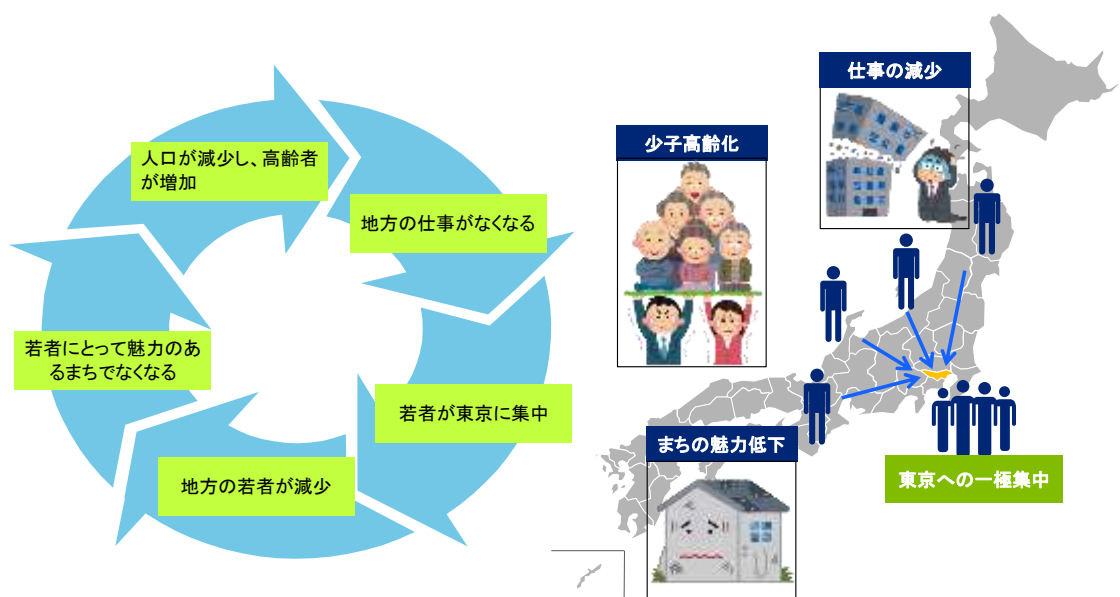 人口が減少し、高齢者
が増加
地方の仕事がなくなる
若者が東京に集中
地方の若者が減少
若者にとって魅力のあ
るまちでなくなる
仕事の減少
少子高齢化
まちの魅力低下
東京への一極集中